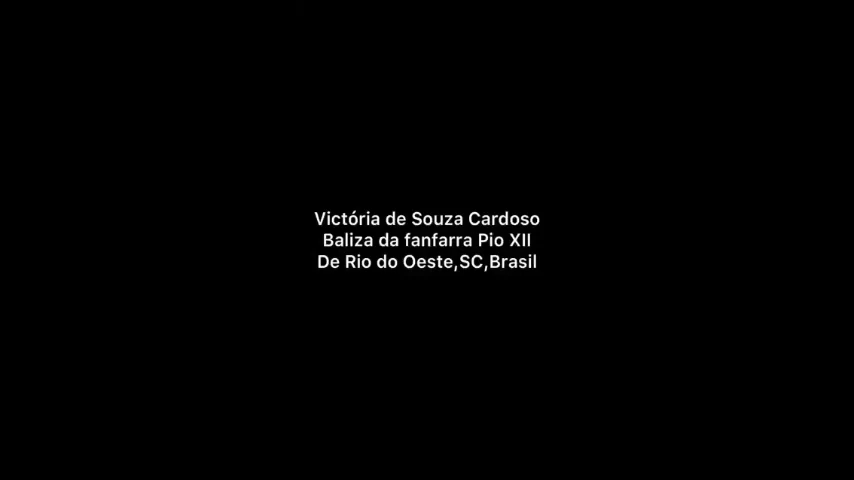 Victória de Souza Cardoso
Baliza da fanfarra Pio XII
De Rio do Oeste,SC,Brasil